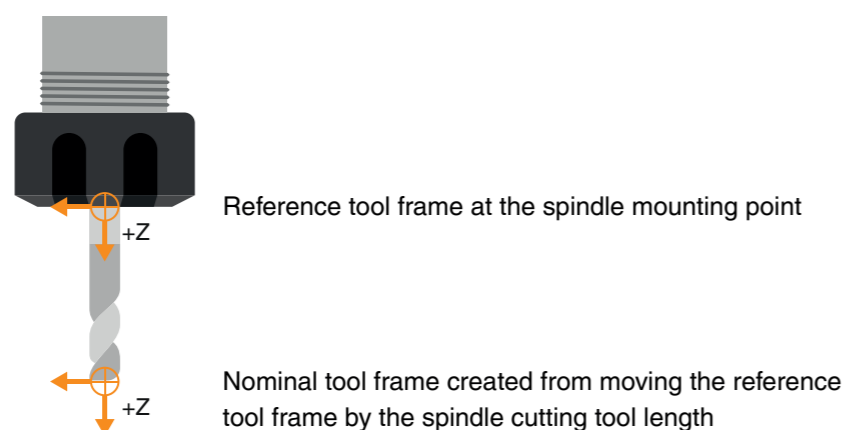 Reference tool frame at the spindle mounting point
+Z
Nominal tool frame created from moving the reference
+Z
tool frame by the spindle cutting tool length